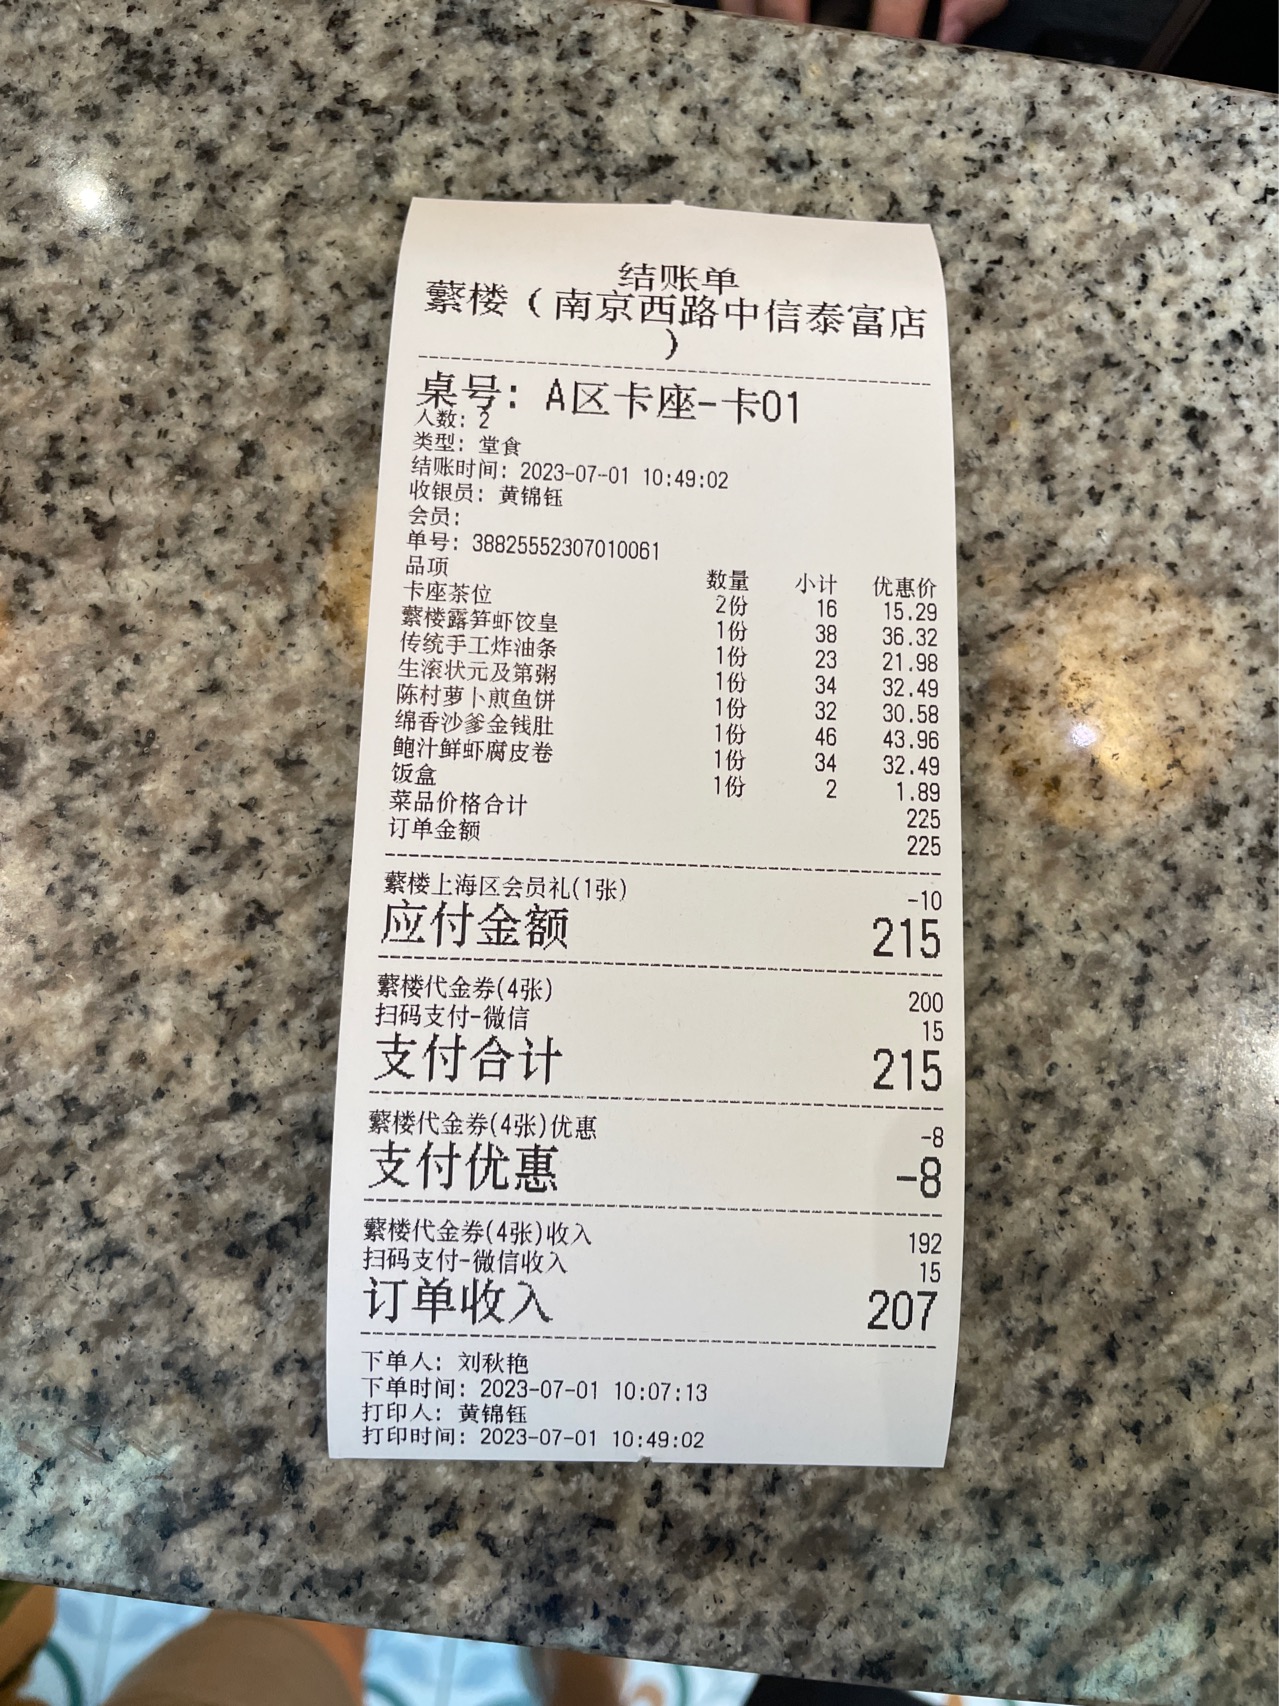 结账单
蘩楼（南京西路中信泰富店
）
桌号: A区卡座-卡01
人数: 2
类型: 堂食
结账时间: 2023-07-01 10:49:02
收银员: 黄锦钰
会员:
单号: 38825552307010061
品项 数量 小计 优惠价
卡座茶位 2份 16 15.29
蘩楼露笋虾饺皇 1份 38 36.32
传统手工炸油条 1份 23 21.98
生滚状元及第粥 1份 34 32.49
陈村萝卜煎鱼饼 1份 32 30.58
绵香沙爹金钱肚 1份 46 43.96
鲍汁鲜虾腐皮卷 1份 34 32.49
饭盒 1份 2 1.89
菜品价格合计 225
订单金额 225
蘩楼上海区会员礼(1张) -10
应付金额 215
蘩楼代金券(4张) 200
扫码支付-微信 15
支付合计 215
蘩楼代金券(4张)优惠 -8
支付优惠 -8
蘩楼代金券(4张)收入 192
扫码支付-微信收入 15
订单收入 207
下单人: 刘秋艳
下单时间: 2023-07-01 10:07:13
打印人: 黄锦钰
打印时间: 2023-07-01 10:49:02